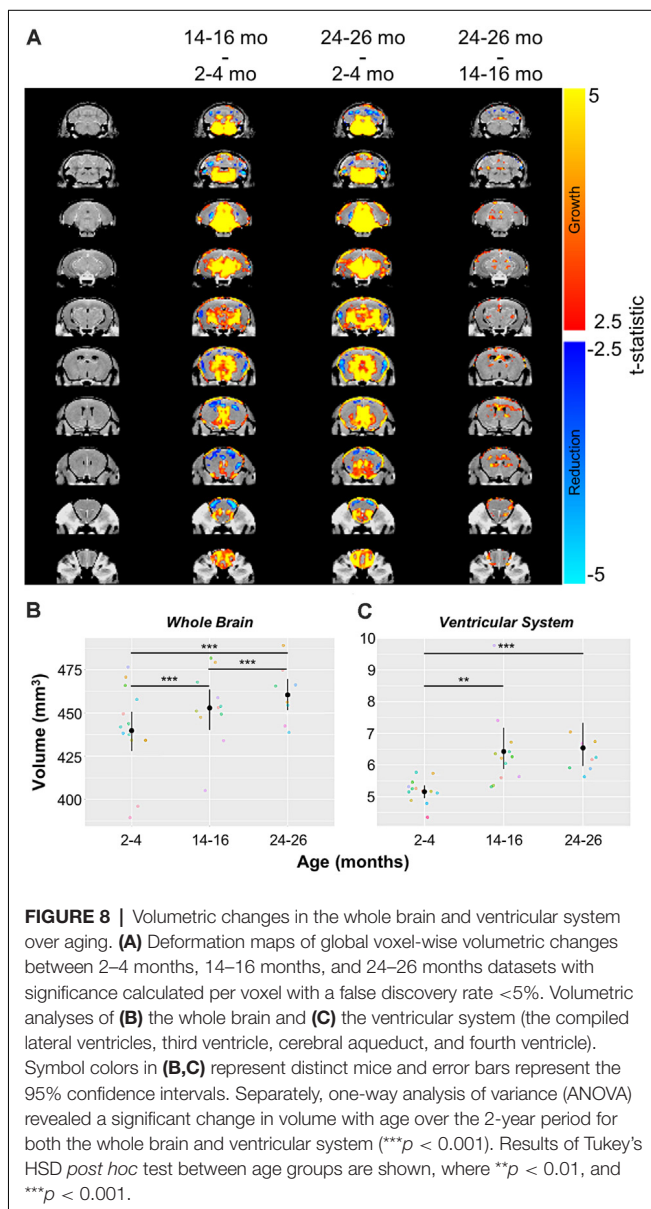 A
14-16 mo
-
2-4 mo
24-26 mo
-
2-4 mo
24-26 mo
-
14-16 mo
5
Growth
2.5
-2.5
t-statistic
Reduction
-5
B
Whole Brain
***
***
***
475
450
425
400
Volume (mm³)
2-4
14-16
24-26
C
Ventricular System
***
**
10
9
8
7
6
5
2-4
14-16
24-26
Age (months)
FIGURE 8 | Volumetric changes in the whole brain and ventricular system
over aging. (A) Deformation maps of global voxel-wise volumetric changes
between 2–4 months, 14–16 months, and 24–26 months datasets with
significance calculated per voxel with a false discovery rate <5%. Volumetric
analyses of (B) the whole brain and (C) the ventricular system (the compiled
lateral ventricles, third ventricle, cerebral aqueduct, and fourth ventricle).
Symbol colors in (B,C) represent distinct mice and error bars represent the
95% confidence intervals. Separately, one-way analysis of variance (ANOVA)
revealed a significant change in volume with age over the 2-year period for
both the whole brain and ventricular system (***p < 0.001). Results of Tukey's
HSD post hoc test between age groups are shown, where **p < 0.01, and
***p < 0.001.